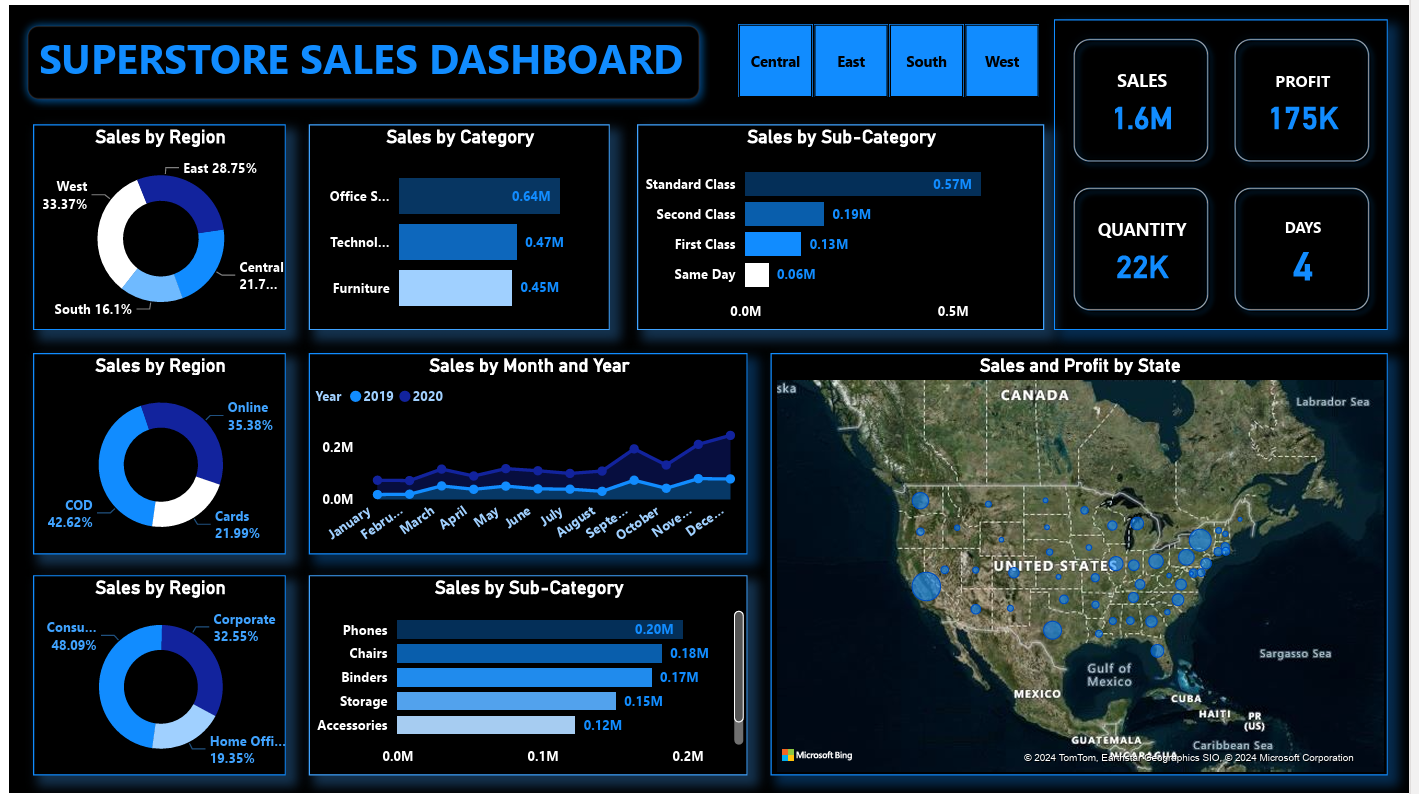 SUPERSTORE SALES DASHBOARD
Central
East
South
West
SALES
1.6M
PROFIT
175K
QUANTITY
22K
DAYS
4
Sales by Region
East 28.75%
West
33.37%
Central
21.7...
South 16.1%
Sales by Category
Office S...
0.64M
Technol...
0.47M
Furniture
0.45M
Sales by Sub-Category
Standard Class
0.57M
Second Class
0.19M
First Class
0.13M
Same Day
0.06M
0.0M
0.5M
Sales by Region
Online
35.38%
COD
42.62%
Cards
21.99%
Sales by Month and Year
Year
2019
2020
0.2M
0.0M
January
Febru...
March
April
May
June
July
August
Septe...
October
Nove...
Dece...
Sales and Profit by State
ska
CANADA
Labrador Sea
UNITED STATES
Sargasso Sea
Gulf of
Mexico
MEXICO
CUBA
HAITI
PR
(US)
GUATEMALA
Caribbean Sea
NICARAGUA
Microsoft Bing
© 2024 TomTom, Earthstar Geographics SIO, © 2024 Microsoft Corporation
Sales by Region
Corporate
32.55%
Consu...
48.09%
Home Offi...
19.35%
Sales by Sub-Category
Phones
0.20M
Chairs
0.18M
Binders
0.17M
Storage
0.15M
Accessories
0.12M
0.0M
0.1M
0.2M